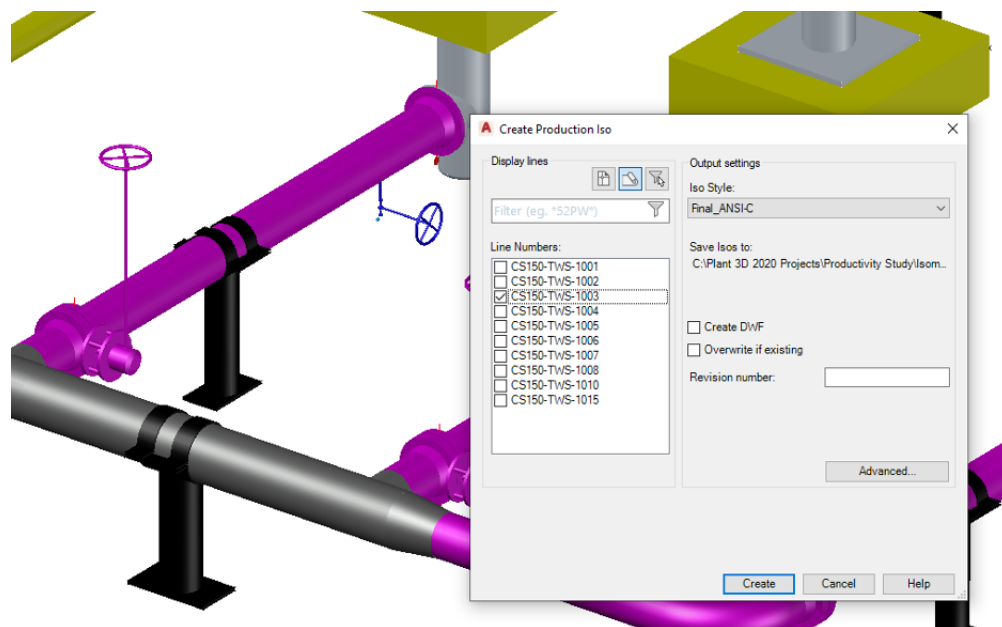 Create Production Iso
Display lines
Filter (eg. *52PW*)
Line Numbers:
CS150-TWS-1001
CS150-TWS-1002
CS150-TWS-1003
CS150-TWS-1004
CS150-TWS-1005
CS150-TWS-1006
CS150-TWS-1007
CS150-TWS-1008
CS150-TWS-1010
CS150-TWS-1015
Output settings
Iso Style:
Final_ANSI-C
Save Isos to:
C:\Plant 3D 2020 Projects\Productivity Study\Isom...
Create DWF
Overwrite if existing
Revision number:
Advanced...
Create
Cancel
Help